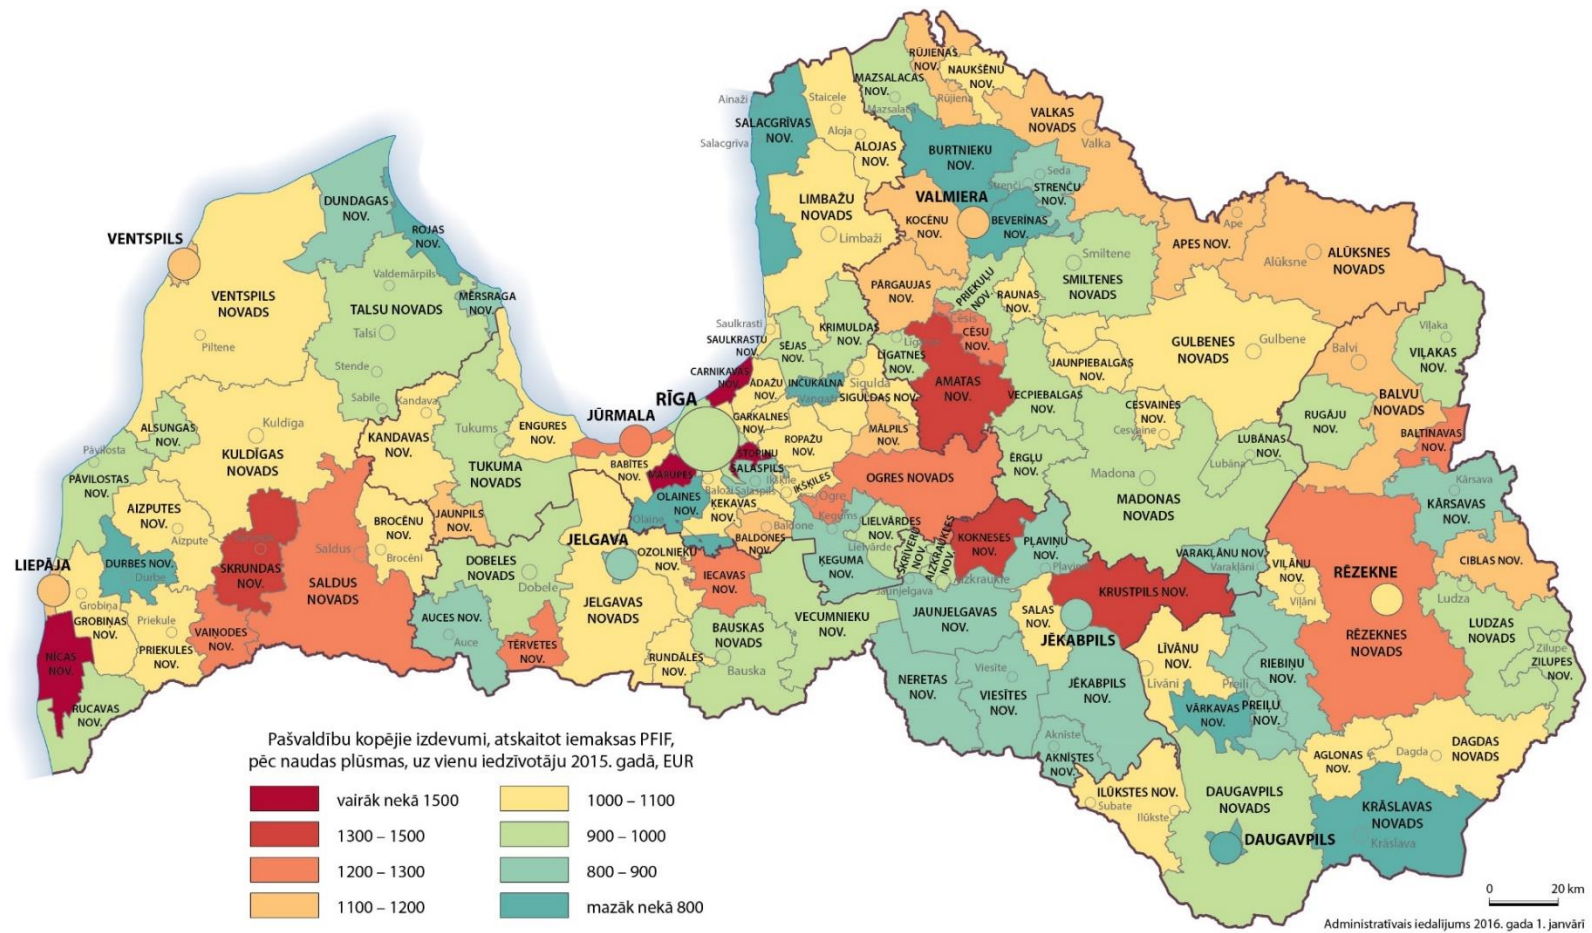 RŪJIENAS
NOV.
MAZSALACAS
NOV.
NAUKŠĒNU
NOV.
Ainaži
Staicele
Rūjiena
Mazsalaca
VALKAS
NOVADS
SALACGRĪVAS
NOV.
Salacgrīva
Aloja
ALOJAS
NOV.
BURTNIEKU
NOV.
Valka
Seda
Strenči
STRENČU
NOV.
DUNDAGAS
NOV.
ROJAS
NOV.
LIMBAŽU
NOVADS
VALMIERA
KOCĒNU
NOV.
BEVERĪNAS
NOV.
Limbaži
VENTSPILS
Ape
APES NOV.
Smiltene
SMILTENES
NOV.
Alūksne
ALŪKSNES
NOVADS
Valdemārpils
VENTSPILS
NOVADS
MĒRSRAGA
NOV.
PĀRGAUJAS
NOV.
PRIEKUĻU
NOV.
RAUNAS
NOV.
TALSU NOVADS
Talsi
Piltene
Saulkrasti
SAULKRASTU
NOV.
KRIMULDAS
NOV.
SĒJAS
NOV.
Cēsis
CĒSU
NOV.
LĪGATNES
NOV.
GULBENES
NOVADS
Gulbene
Viļaka
VIĻAKAS
NOV.
Balvi
Stende
CARNIKAVAS
NOV.
ĀDAŽU
NOV.
INČUKALNA
NOV.
Vangaži
Sigulda
SIGULDAS NOV.
AMATAS
NOV.
JAUNPIEBALGAS
NOV.
VECPIEBALGAS
NOV.
Sabile
Kandava
RĪGA
JŪRMALA
GARKALNES
NOV.
CESVAINES
NOV.
Cesvaine
RUGĀJU
NOV.
BALVU
NOVADS
BALTINAVAS
NOV.
ALSUNGAS
NOV.
Kuldīga
KULDĪGAS
NOVADS
KANDAVAS
NOV.
Tukums
ENGURES
NOV.
ROPAŽU
NOV.
MĀLPILS
NOV.
LUBĀNAS
NOV.
Lubāna
Pāvilosta
PĀVILOSTAS
NOV.
TUKUMA
NOVADS
BABĪTES
NOV.
MĀRUPES
STOPIŅU
SALASPILS
Salaspils
Ikšķile
IKŠĶILES
Ogre
OGRES NOVADS
ĒRGĻU
NOV.
Madona
MADONAS
NOV.
Kārsava
KĀRSAVAS
NOV.
AIZPUTES
NOV.
Aizpute
JAUNPILS
NOV.
BROCĒNU
NOV.
Brocēni
OLAINES
NOV.
Olaine
Baloži
ĶEKAVAS
NOV.
Baldone
BALDONES
NOV.
Ķegums
ĶEGUMA
NOV.
LIELVĀRDES
NOV.
Lielvārde
SKRĪVERU
NOV.
AIZKRAUKLES
NOV.
Aizkraukle
KOKNESES
NOV.
PĻAVIŅU
NOV.
Pļaviņas
VARAKĻĀNU NOV.
Varakļāni
CIBLAS NOV.
LIEPĀJA
DURBES NOV.
Durbe
SKRUNDAS
NOV.
Saldus
SALDUS
NOVADS
DOBELES
NOVADS
Dobele
JELGAVA
OZOLNIEKU
NOV.
IECAVAS
NOV.
Jaunjelgava
JAUNJELGAVAS
NOV.
KRUSTPILS NOV.
VIĻĀNU
NOV.
Viļāni
RĒZEKNE
Ludza
LUDZAS
NOVADS
Grobiņa
GROBIŅAS
NOV.
Priekule
PRIEKULES
NOV.
VAIŅODES
NOV.
AUCES NOV.
Auce
TĒRVETES
NOV.
JELGAVAS
NOVADS
RUNDĀLES
NOV.
BAUSKAS
NOVADS
Bauska
VECUMNIEKU
NOV.
SALAS
NOV.
JĒKABPILS
LĪVĀNU
NOV.
Līvāni
RĒZEKNES
NOVADS
Zilupe
ZILUPES
NOV.
NĪCAS
NOV.
RUCAVAS
NOV.
NERETAS
NOV.
Viesīte
VIESĪTES
NOV.
JĒKABPILS
NOV.
Preiļi
RIEBIŅU
NOV.
VĀRKAVAS
NOV.
PREIĻU
NOV.
Akniste
AKNĪSTES
NOV.
AGLONAS
NOV.
Dagda
DAGDAS
NOV.
ILŪKSTES NOV.
Subate
Ilūkste
DAUGAVPILS
NOVADS
DAUGAVPILS
KRĀSLAVAS
NOVADS
Krāslava
Pašvaldību kopējie izdevumi, atskaitot iemaksas PFIF,
pēc naudas plūsmas, uz vienu iedzīvotāju 2015. gadā, EUR
vairāk nekā 1500
1000 – 1100
1300 – 1500
900 – 1000
1200 – 1300
800 – 900
1100 – 1200
mazāk nekā 800
0 20 km
Administratīvais iedalījums 2016. gada 1. janvārī